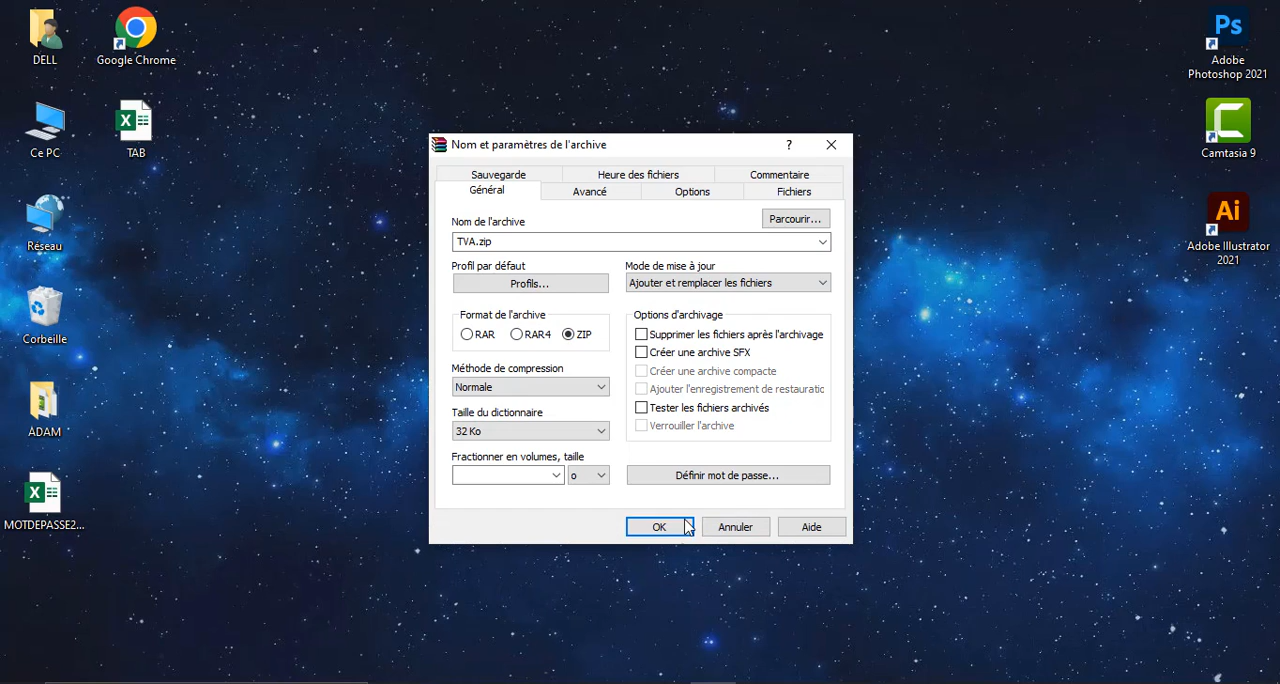 DELL
Google Chrome
Ce PC
X
TAB
Réseau
Corbeille
ADAM
X
MOTDEPASSE2...
Nom et paramètres de l'archive
?
Sauvegarde
Heure des fichiers
Commentaire
Général
Avancé
Options
Fichiers
Nom de l'archive
Parcourir...
TVA.zip
Profil par défaut
Profils...
Mode de mise à jour
Ajouter et remplacer les fichiers
Format de l'archive
RAR
RAR4
ZIP
Méthode de compression
Normale
Taille du dictionnaire
32 Ko
Fractionner en volumes, taille
o
Options d'archivage
Supprimer les fichiers après l'archivage
Créer une archive SFX
Créer une archive compacte
Ajouter l'enregistrement de restauratic
Tester les fichiers archivés
Verrouiller l'archive
Définir mot de passe...
OK
Annuler
Aide
Ps
Adobe
Photoshop 2021
C
Camtasia 9
Ai
Adobe Illustrator
2021